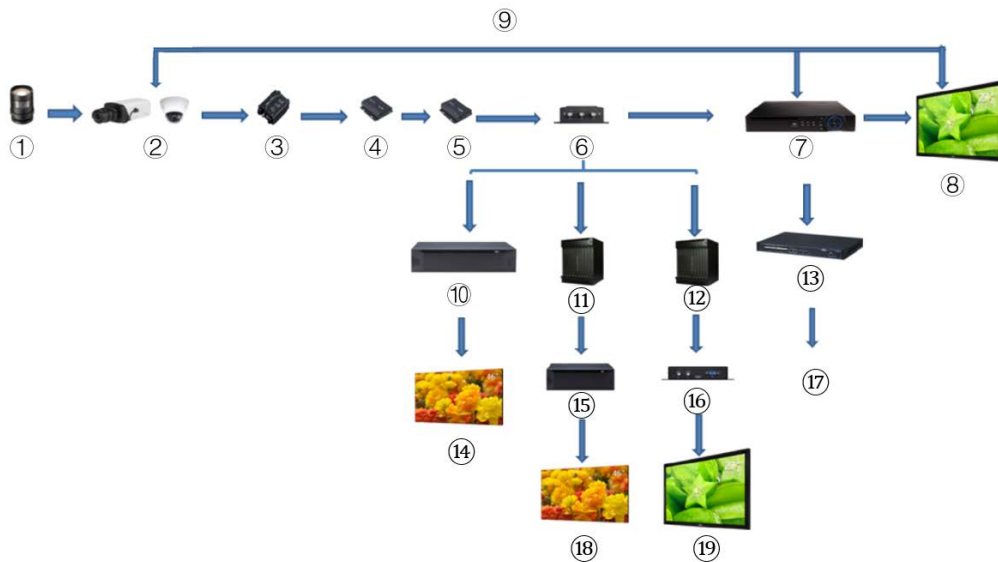 ⑨
① ② ③ ④ ⑤ ⑥ ⑦ ⑧
⑩ ⑪ ⑫ ⑬
46"
⑭ ⑮ ⑯ ⑰
⑱ ⑲